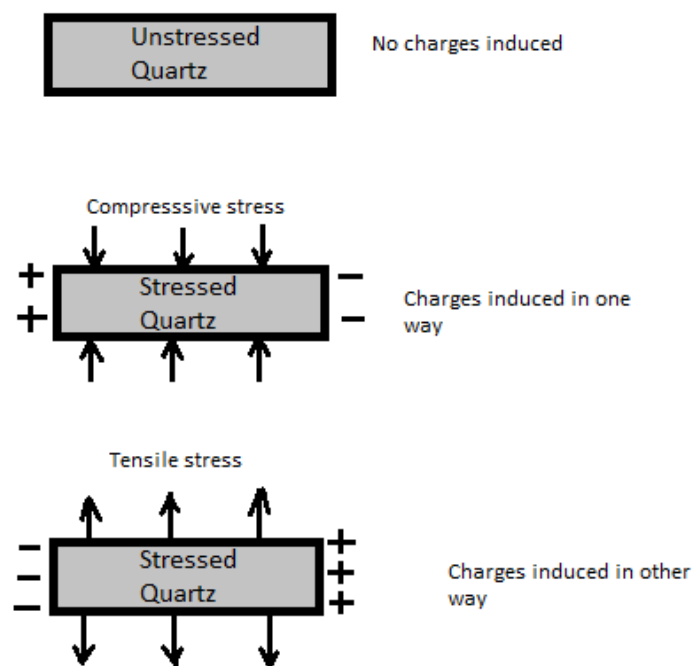 Unstressed
Quartz
No charges induced
Compresssive stress
+
−
Stressed
Quartz
+
−
Charges induced in one
way
Tensile stress
−
+
Stressed
Quartz
−
+
−
+
Charges induced in other
way